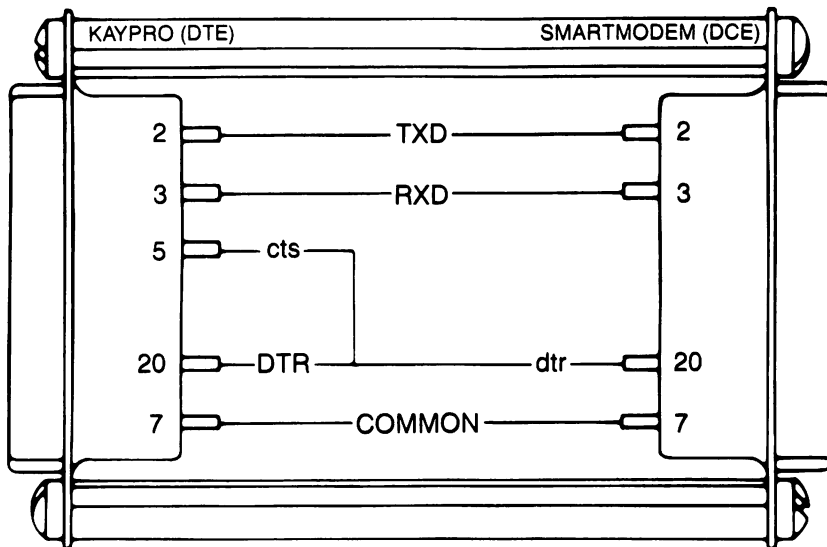 KAYPRO (DTE) SMARTMODEM (DCE)
2 TXD 2
3 RXD 3
5 cts
20 DTR dtr 20
7 COMMON 7